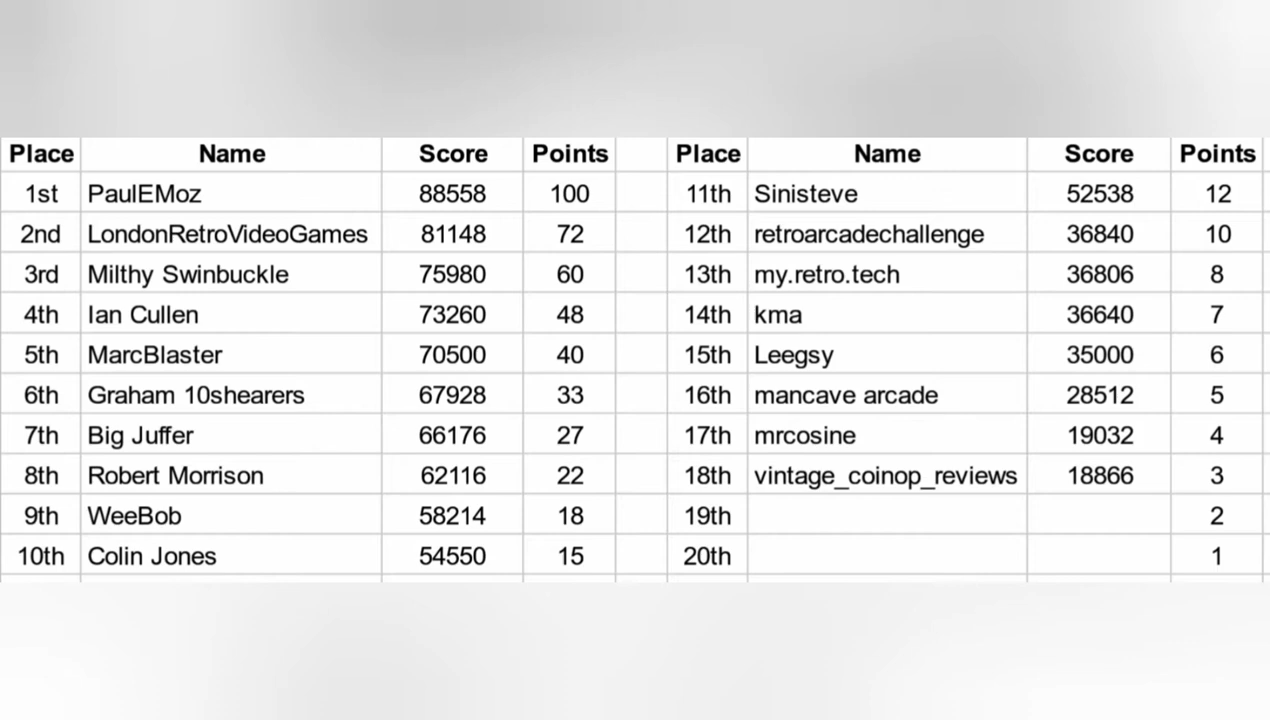 Place Name Score Points Place Name Score Points
1st PaulEMoz 88558 100 11th Sinisteve 52538 12
2nd LondonRetroVideoGames 81148 72 12th retroarcadechallenge 36840 10
3rd Milthy Swinbuckle 75980 60 13th my.retro.tech 36806 8
4th Ian Cullen 73260 48 14th kma 36640 7
5th MarcBlaster 70500 40 15th Leegsy 35000 6
6th Graham 10shearers 67928 33 16th mancave arcade 28512 5
7th Big Juffer 66176 27 17th mrcosine 19032 4
8th Robert Morrison 62116 22 18th vintage_coinop_reviews 18866 3
9th WeeBob 58214 18 19th 2
10th Colin Jones 54550 15 20th 1